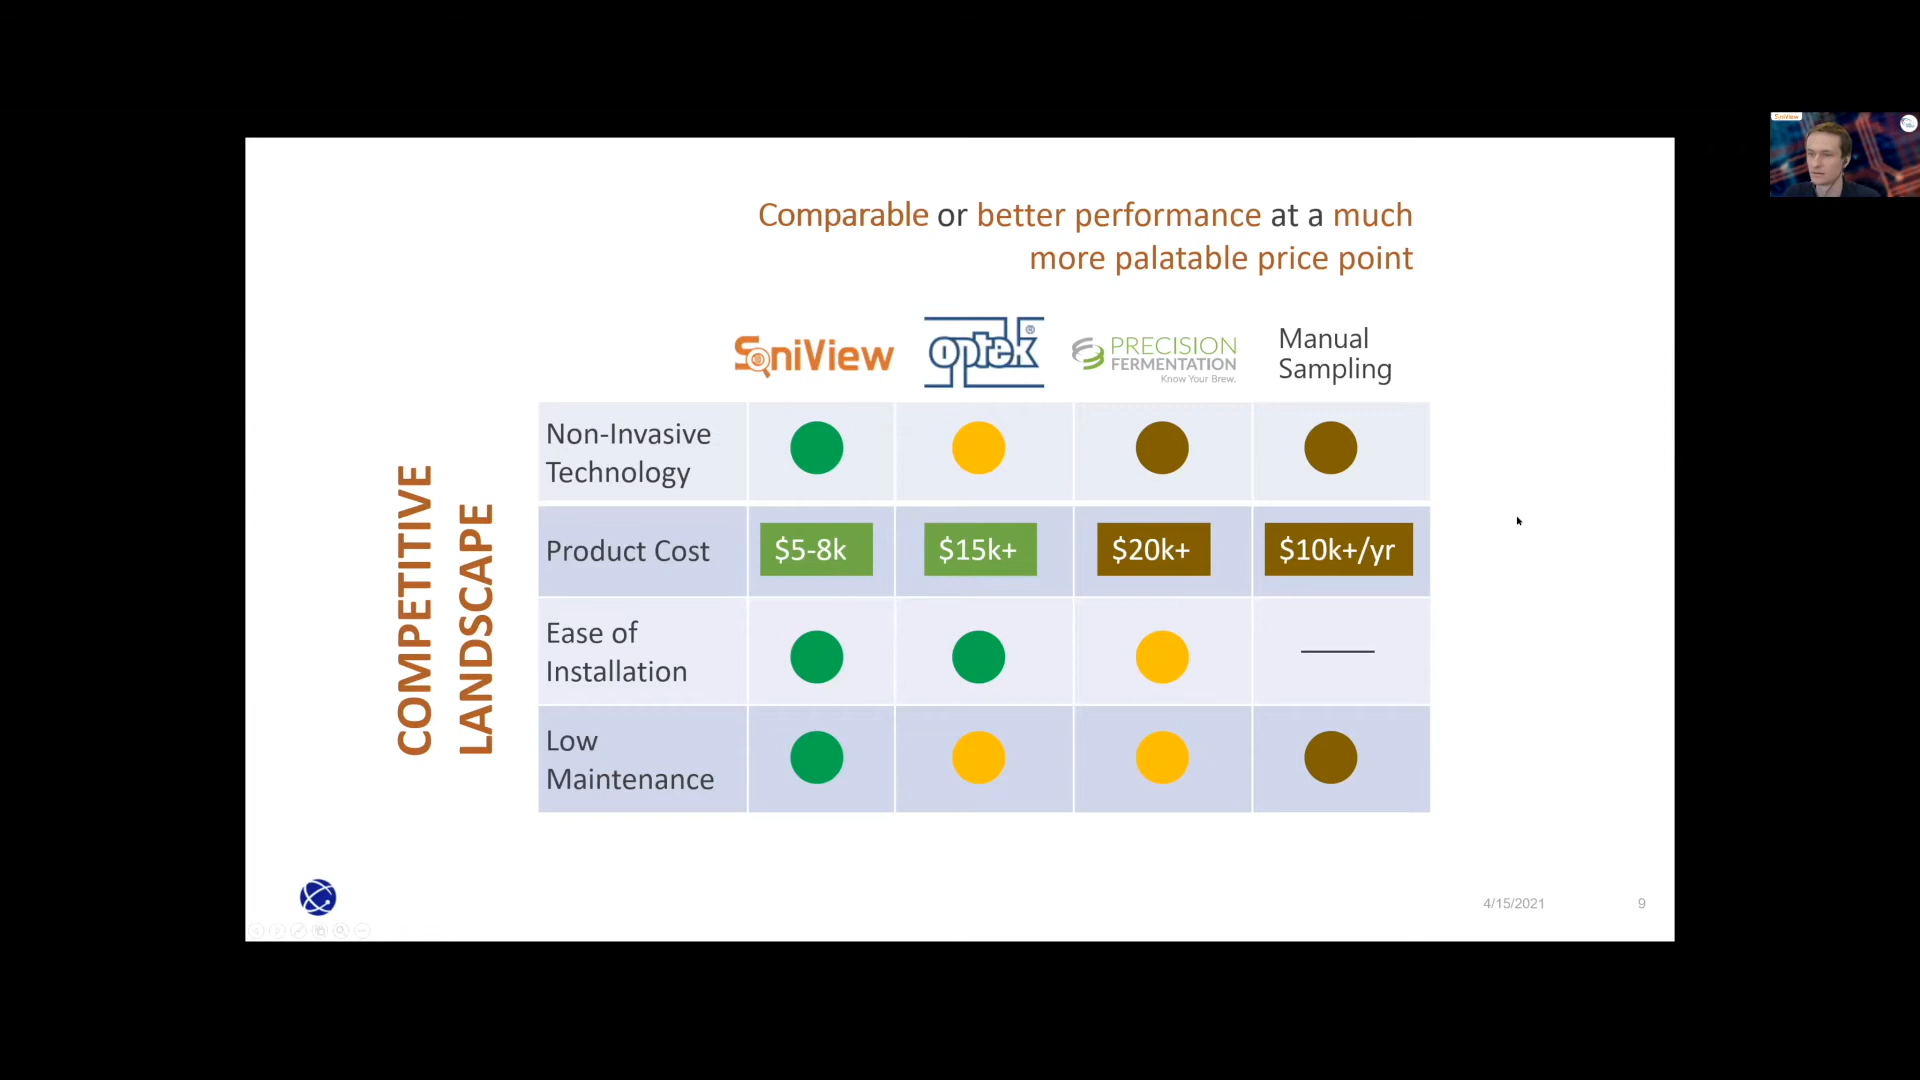 Comparable or better performance at a much
more palatable price point
SoniView
optek®
PRECISION
FERMENTATION
Know Your Brew.
Manual
Sampling
COMPETITIVE
LANDSCAPE
Non-Invasive
Technology
Product Cost
$5-8k
$15k+
$20k+
$10k+/yr
Ease of
Installation
Low
Maintenance
4/15/2021
9
SoniView